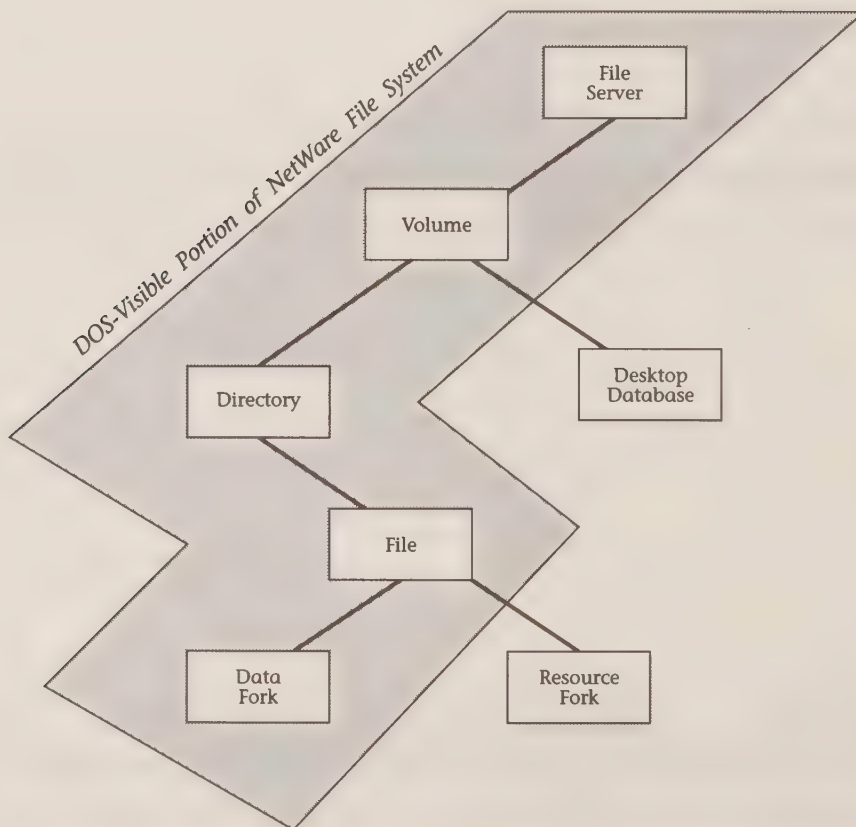 DOS-Visible Portion of NetWare File System
File
Server
Volume
Directory
Desktop
Database
File
Data
Fork
Resource
Fork